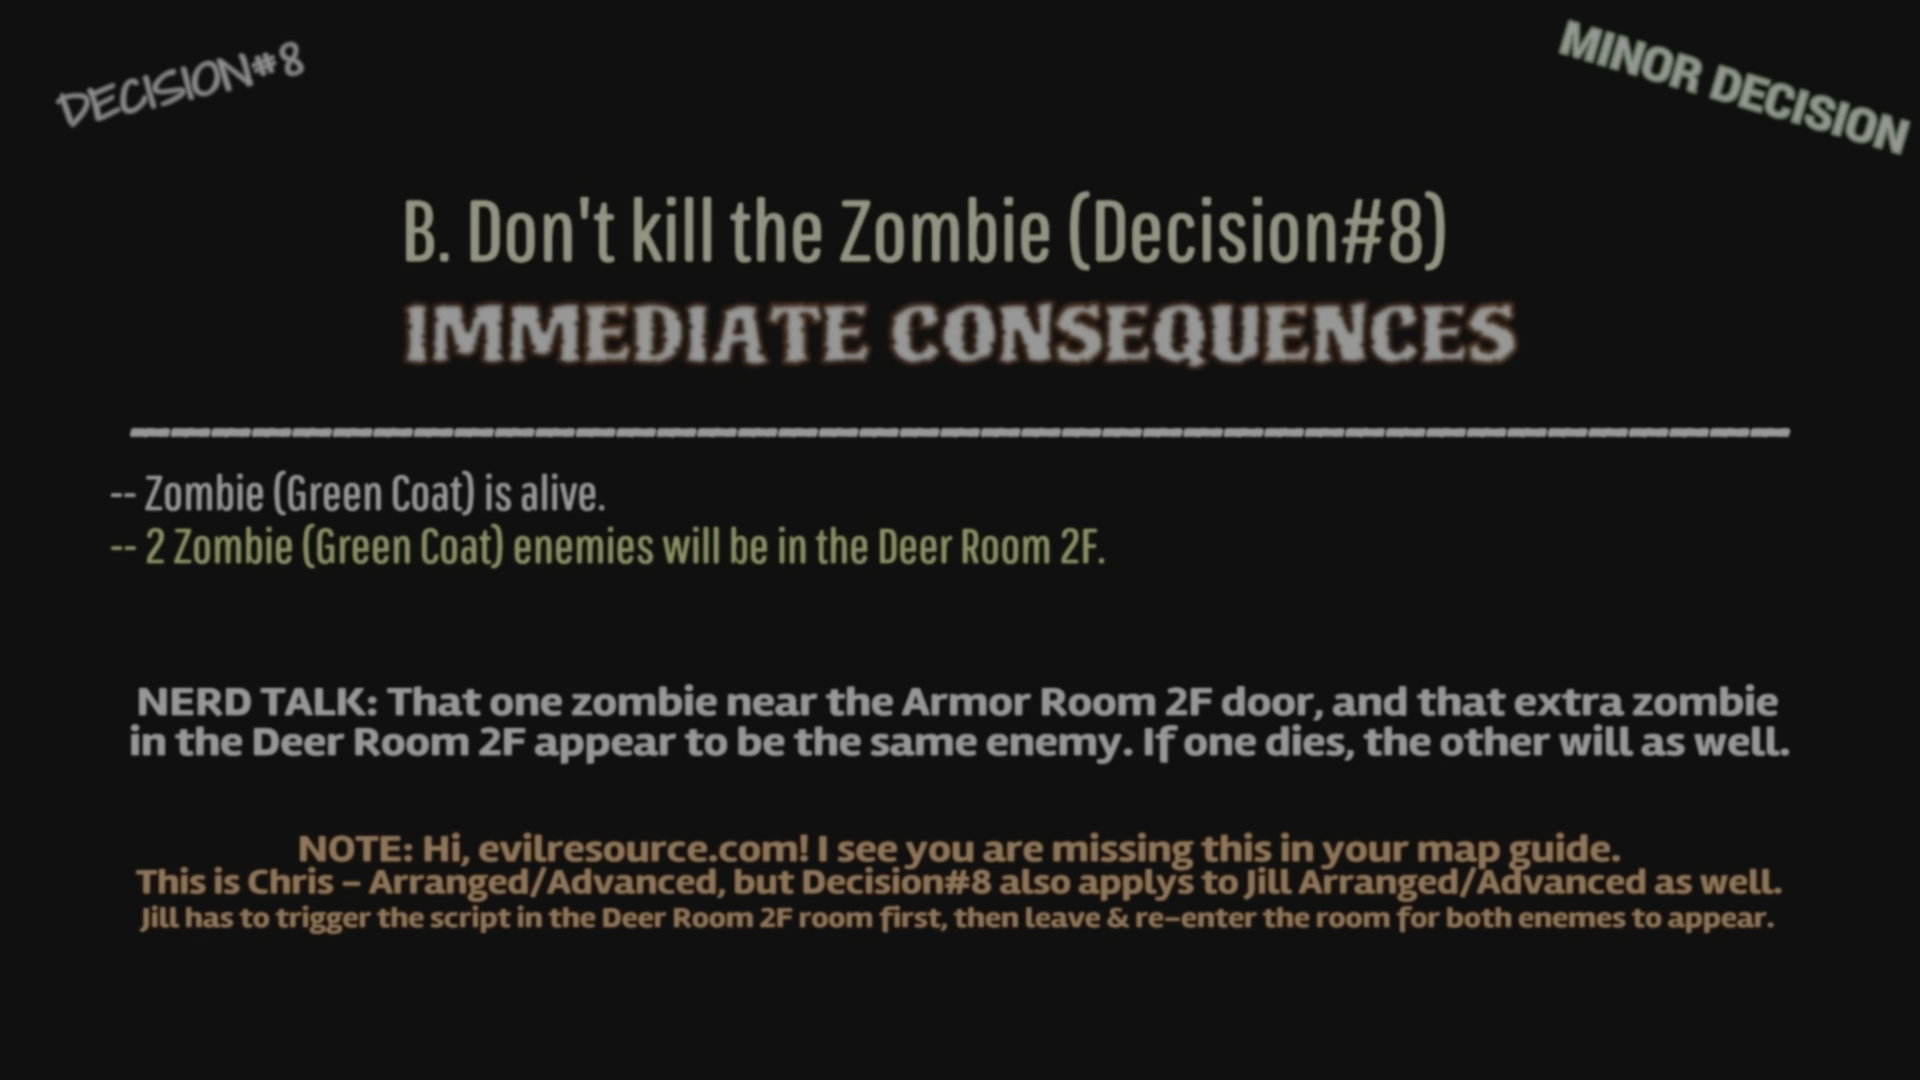 DECISION#8
MINOR DECISION
B. Don't kill the Zombie (Decision#8)
IMMEDIATE CONSEQUENCES
-- Zombie (Green Coat) is alive.
-- 2 Zombie (Green Coat) enemies will be in the Deer Room 2F.
NERD TALK: That one zombie near the Armor Room 2F door, and that extra zombie
in the Deer Room 2F appear to be the same enemy. If one dies, the other will as well.
NOTE: Hi, evilresource.com! I see you are missing this in your map guide.
This is Chris – Arranged/Advanced, but Decision#8 also applys to Jill Arranged/Advanced as well.
Jill has to trigger the script in the Deer Room 2F room first, then leave & re-enter the room for both enemes to appear.